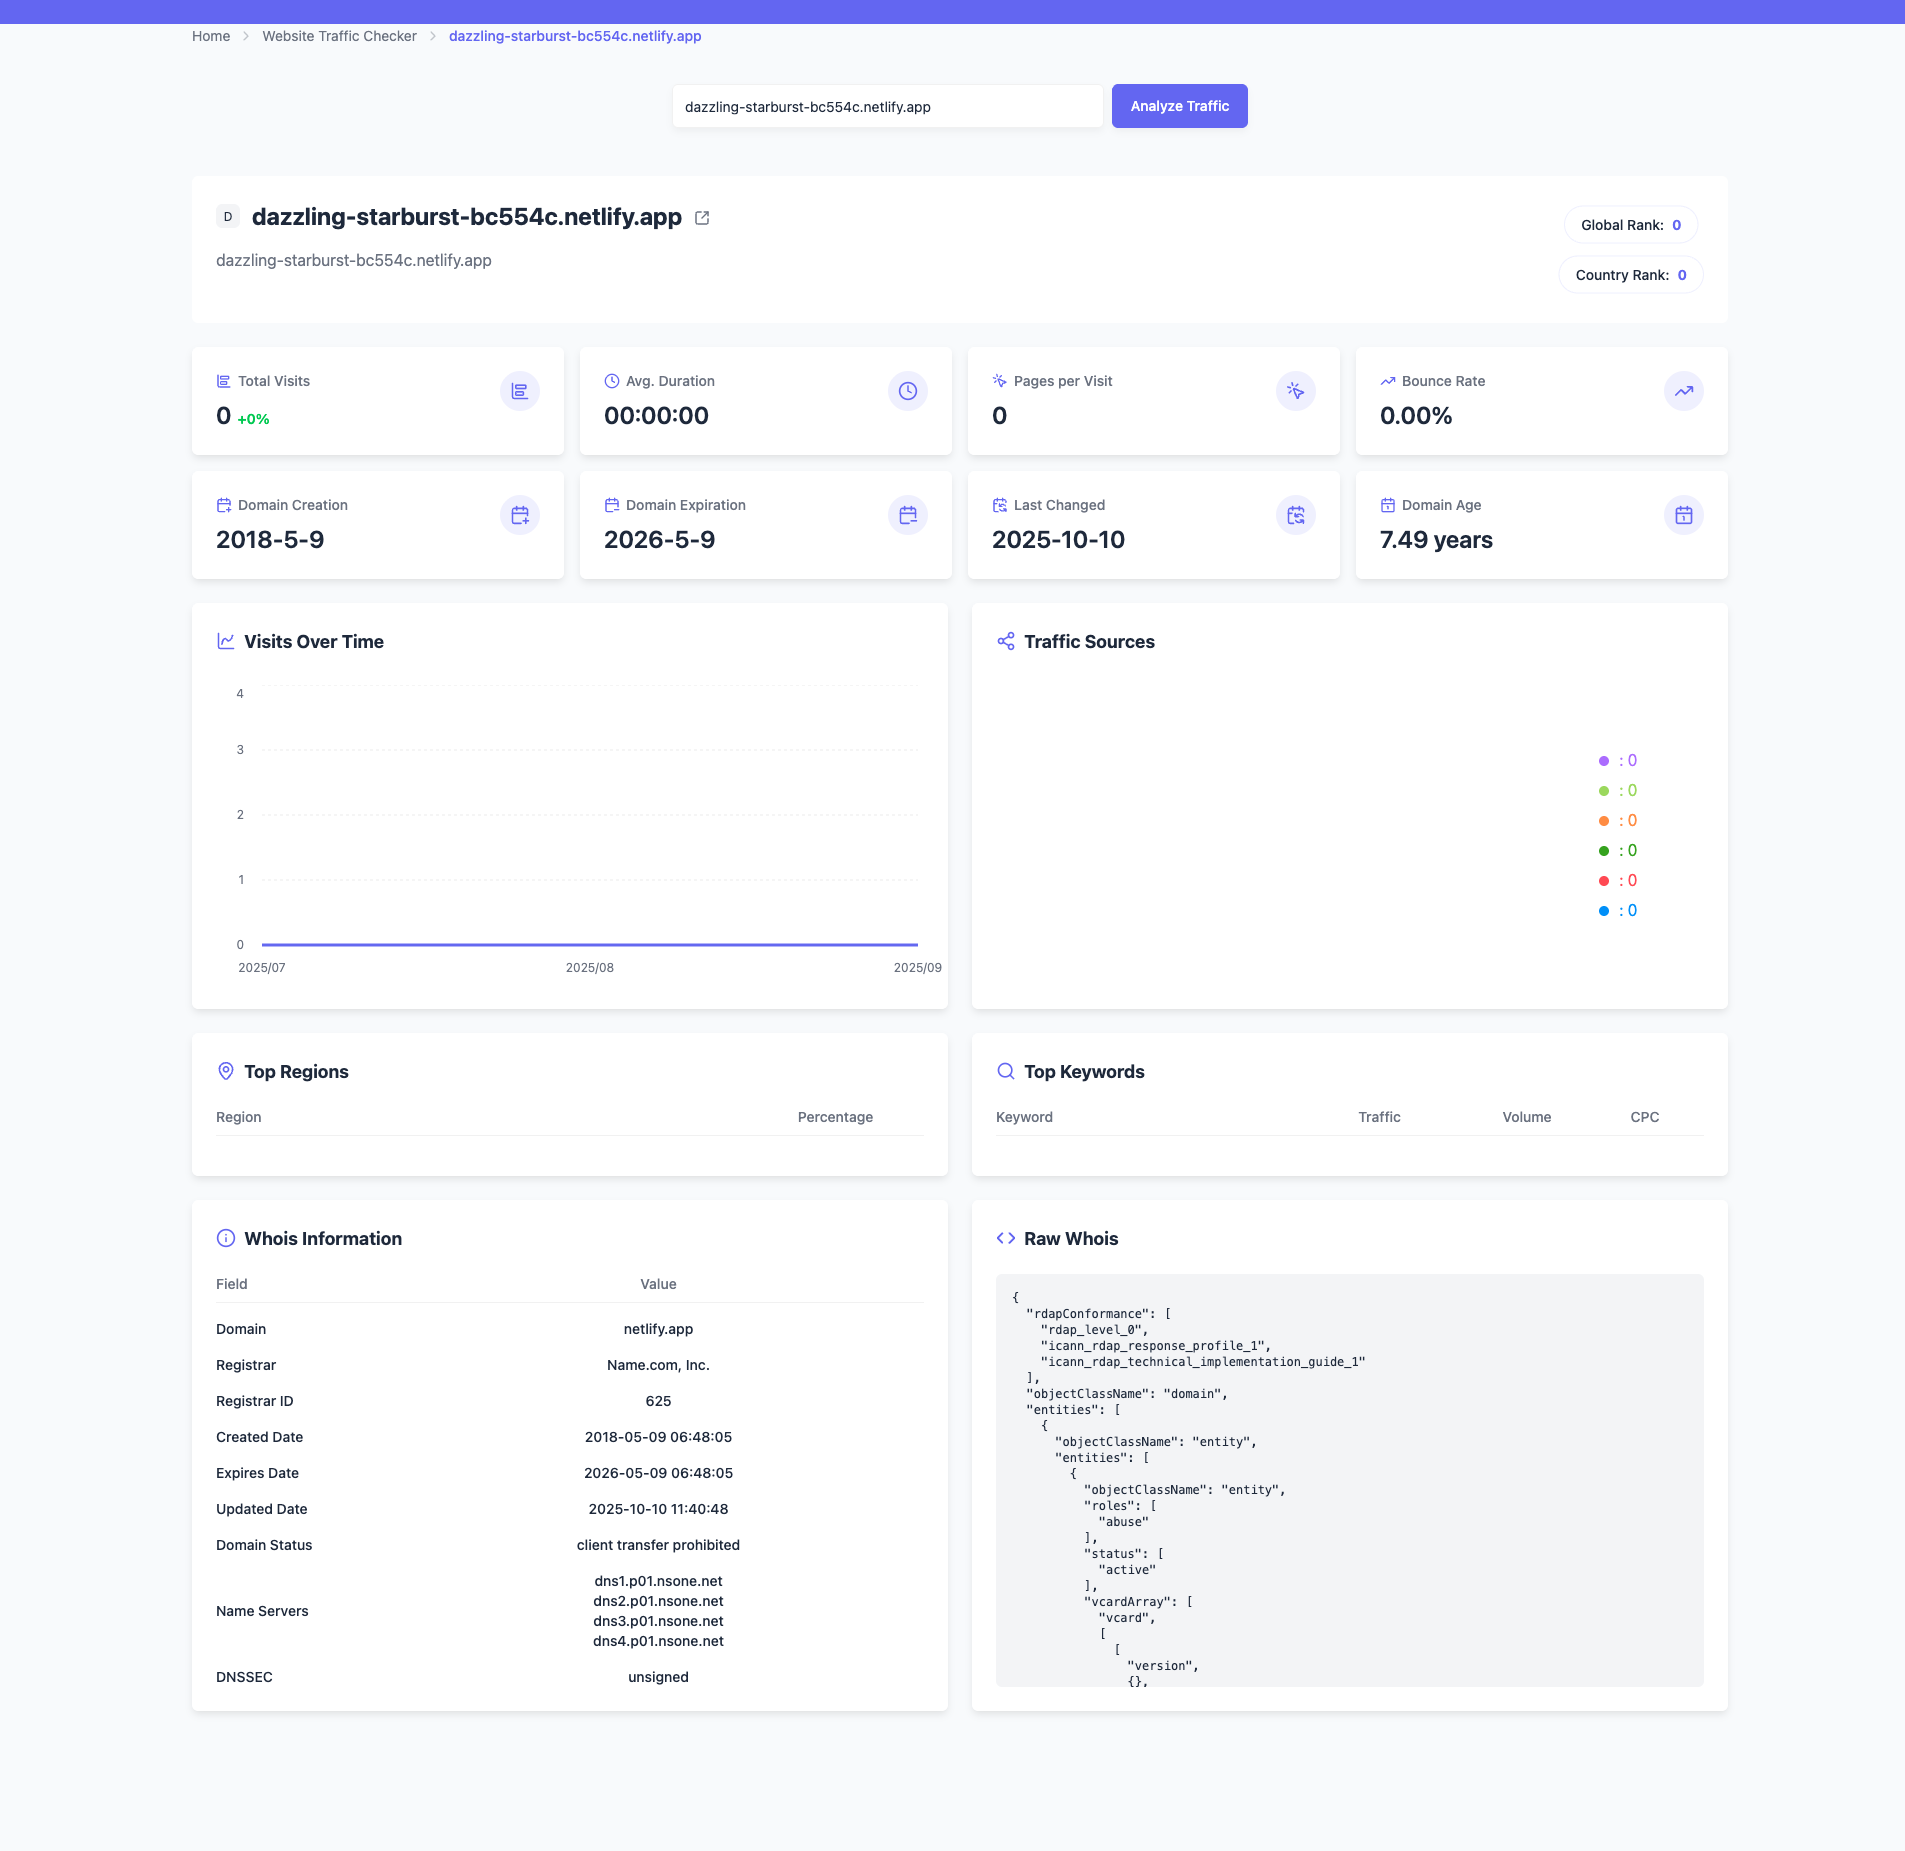 Home
Website Traffic Checker
dazzling-starburst-bc554c.netlify.app
dazzling-starburst-bc554c.netlify.app
Analyze Traffic
D
dazzling-starburst-bc554c.netlify.app
dazzling-starburst-bc554c.netlify.app
Global Rank: 0
Country Rank: 0
Total Visits
0 +0%
Avg. Duration
00:00:00
Pages per Visit
0
Bounce Rate
0.00%
Domain Creation
2018-5-9
Domain Expiration
2026-5-9
Last Changed
2025-10-10
Domain Age
7.49 years
Visits Over Time
4
3
2
1
0
2025/07 2025/08 2025/09
Traffic Sources
: 0
: 0
: 0
: 0
: 0
: 0
Top Regions
Region Percentage
Top Keywords
Keyword Traffic Volume CPC
Whois Information
Field Value
Domain netlify.app
Registrar Name.com, Inc.
Registrar ID 625
Created Date 2018-05-09 06:48:05
Expires Date 2026-05-09 06:48:05
Updated Date 2025-10-10 11:40:48
Domain Status client transfer prohibited
Name Servers
dns1.p01.nsone.net
dns2.p01.nsone.net
dns3.p01.nsone.net
dns4.p01.nsone.net
DNSSEC unsigned
Raw Whois
{
"rdapConformance": [
"rdap_level_0",
"icann_rdap_response_profile_1",
"icann_rdap_technical_implementation_guide_1"
],
"objectClassName": "domain",
"entities": [
{
"objectClassName": "entity",
"entities": [
{
"objectClassName": "entity",
"roles": [
"abuse"
],
"status": [
"active"
],
"vcardArray": [
"vcard",
[
[
"version",
{},